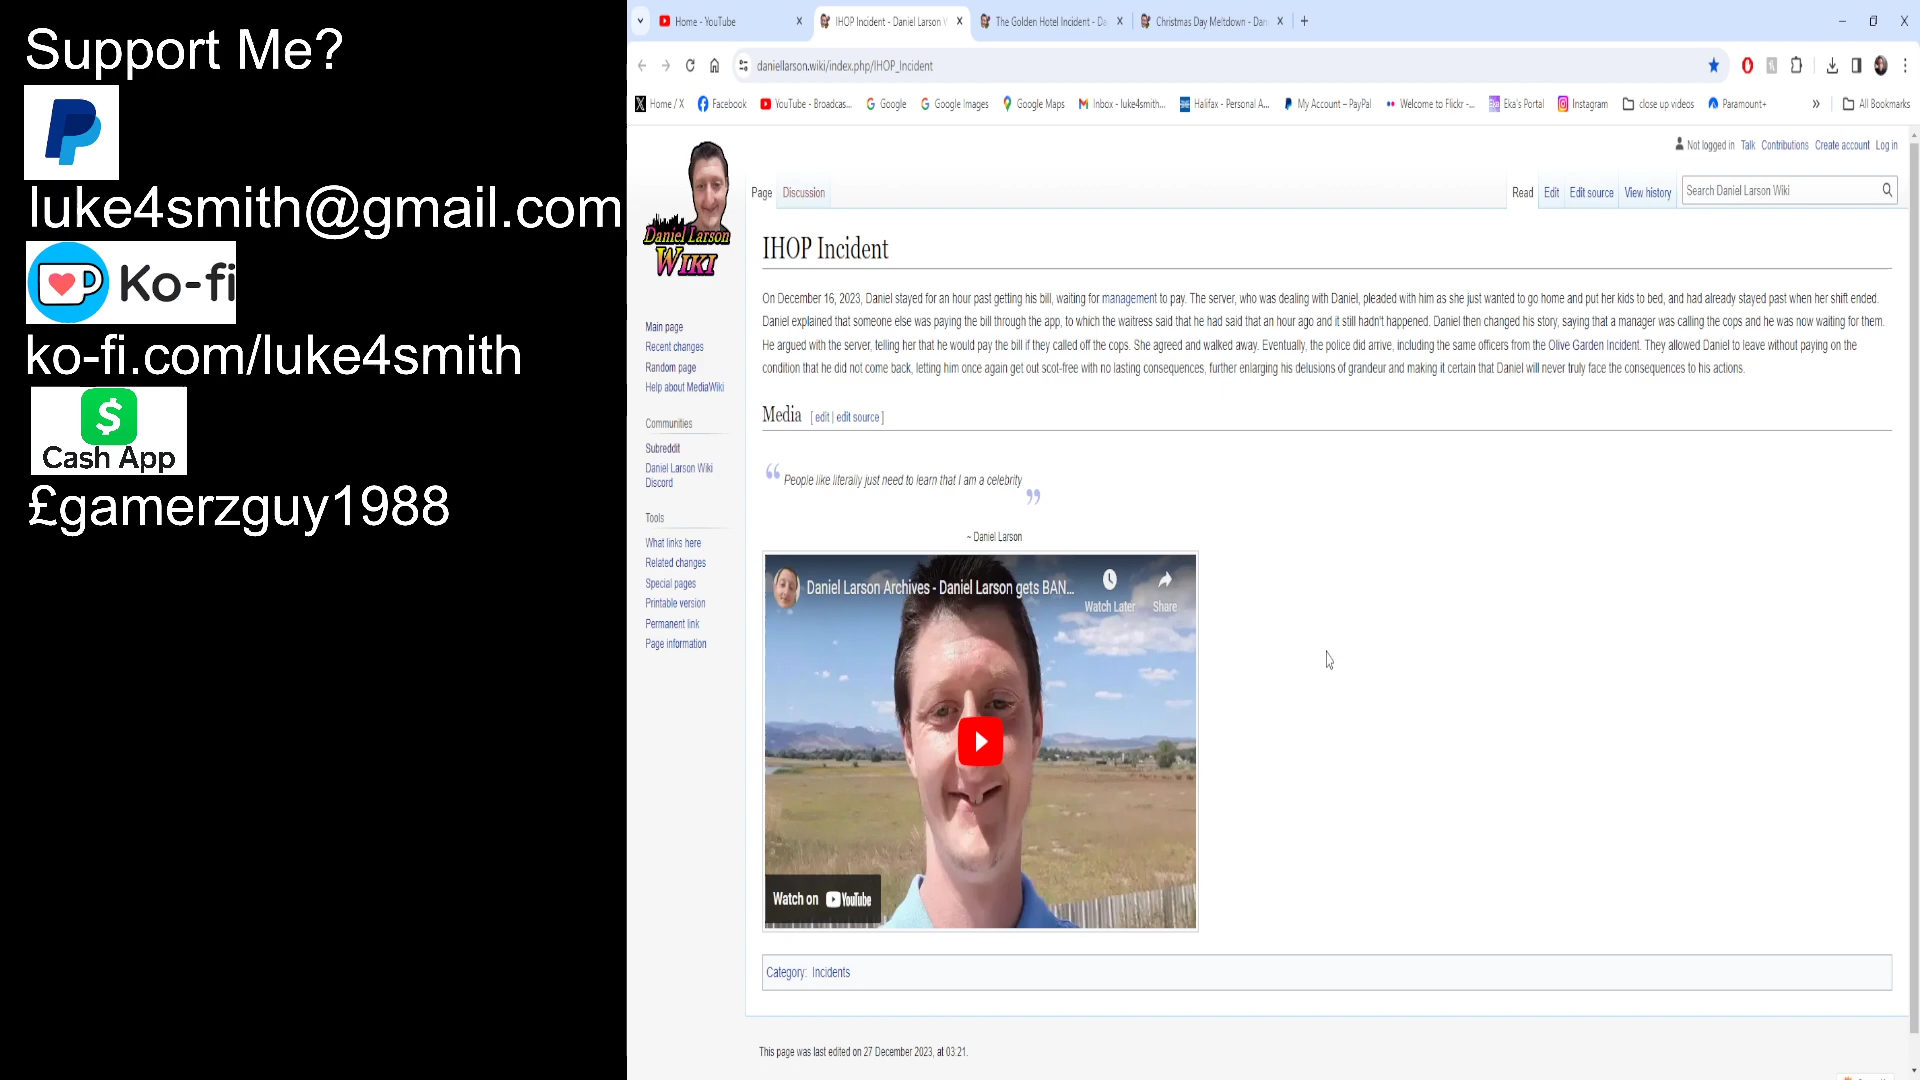 Support Me?
luke4smith@gmail.com
Ko-fi
ko-fi.com/luke4smith
Cash App
£gamerzguy1988
Home - YouTube
IHOP Incident - Daniel Larson
The Golden Hotel Incident - Da
Christmas Day Meltdown - Dan
daniellarson.wiki/index.php/IHOP_Incident
Home / X
Facebook
YouTube - Broadcas...
Google
Google Images
Google Maps
Inbox - luke4smith...
Halifax - Personal A...
My Account – PayPal
Welcome to Flickr -...
Eka's Portal
Instagram
close up videos
Paramount+
»
All Bookmarks
Not logged in Talk Contributions Create account Log in
Daniel Larson
Wiki
Page Discussion
Read Edit Edit source View history
Search Daniel Larson Wiki
Main page
Recent changes
Random page
Help about MediaWiki
Communities
Subreddit
Daniel Larson Wiki
Discord
Tools
What links here
Related changes
Special pages
Printable version
Permanent link
Page information
IHOP Incident
On December 16, 2023, Daniel stayed for an hour past getting his bill, waiting for management to pay. The server, who was dealing with Daniel, pleaded with him as she just wanted to go home and put her kids to bed, and had already stayed past when her shift ended.
Daniel explained that someone else was paying the bill through the app, to which the waitress said that he had said that an hour ago and it still hadn't happened. Daniel then changed his story, saying that a manager was calling the cops and he was now waiting for them.
He argued with the server, telling her that he would pay the bill if they called off the cops. She agreed and walked away. Eventually, the police did arrive, including the same officers from the Olive Garden Incident. They allowed Daniel to leave without paying on the
condition that he did not come back, letting him once again get out scot-free with no lasting consequences, further enlarging his delusions of grandeur and making it certain that Daniel will never truly face the consequences to his actions.
Media [ edit | edit source ]
“ People like literally just need to learn that I am a celebrity ”
~ Daniel Larson
Daniel Larson Archives - Daniel Larson gets BAN...
Watch Later
Share
Watch on YouTube
Category: Incidents
This page was last edited on 27 December 2023, at 03:21.